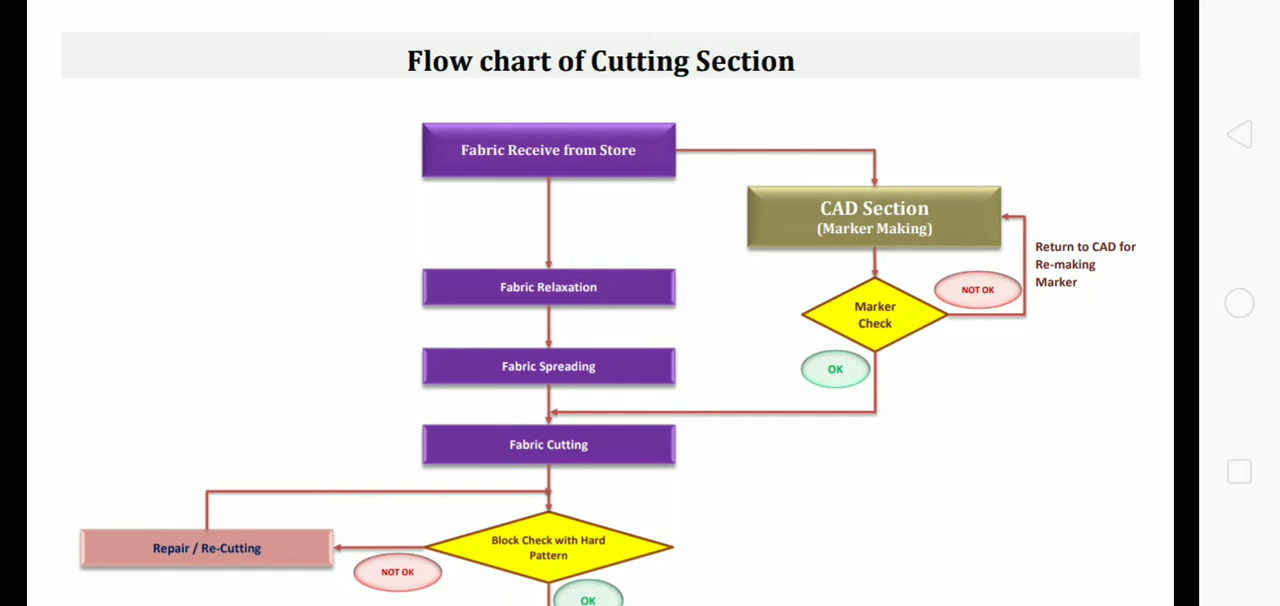 Flow chart of Cutting Section
Fabric Receive from Store
CAD Section
(Marker Making)
Return to CAD for
Re-making
Marker
NOT OK
Fabric Relaxation
Marker
Check
Fabric Spreading
OK
Fabric Cutting
Block Check with Hard
Pattern
Repair / Re-Cutting
NOT OK
OK